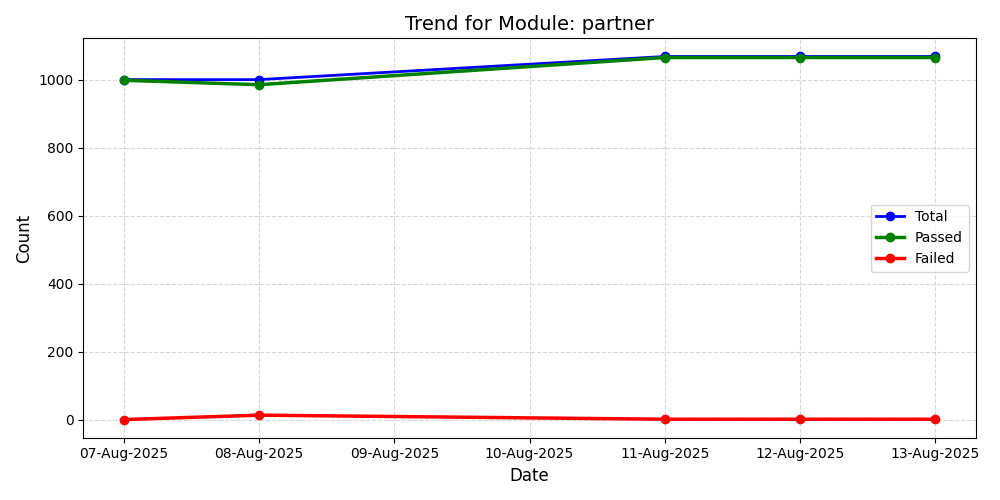 Trend for Module: partner
Count
1000
800
600
400
200
0
Total
Passed
Failed
07-Aug-2025 08-Aug-2025 09-Aug-2025 10-Aug-2025 11-Aug-2025 12-Aug-2025 13-Aug-2025
Date